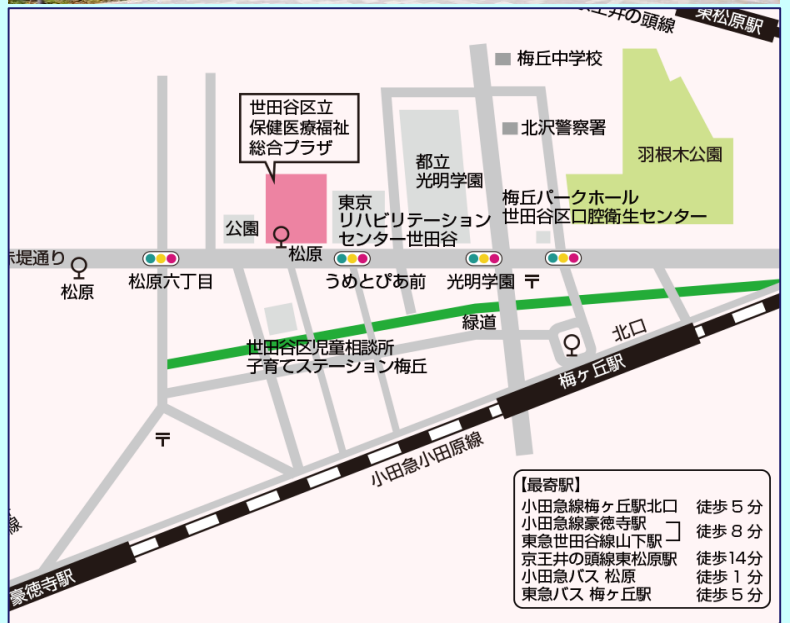 井の頭線
東松原駅
梅丘中学校
世田谷区立
保健医療福祉
総合プラザ
北沢警察署
羽根木公園
都立
光明学園
東京
リハビリテーション
センター世田谷
梅丘パークホール
世田谷区口腔衛生センター
公園
松原
赤堤通り
松原
松原六丁目
うめとぴあ前
光明学園
〒
緑道
北口
世田谷区児童相談所
子育てステーション梅丘
梅ヶ丘駅
〒
小田急小田原線
線
豪徳寺駅
【最寄駅】
小田急線梅ヶ丘駅北口 徒歩5分
小田急線豪徳寺駅
東急世田谷線山下駅 徒歩8分
京王井の頭線東松原駅 徒歩14分
小田急バス 松原 徒歩1分
東急バス 梅ヶ丘駅 徒歩5分